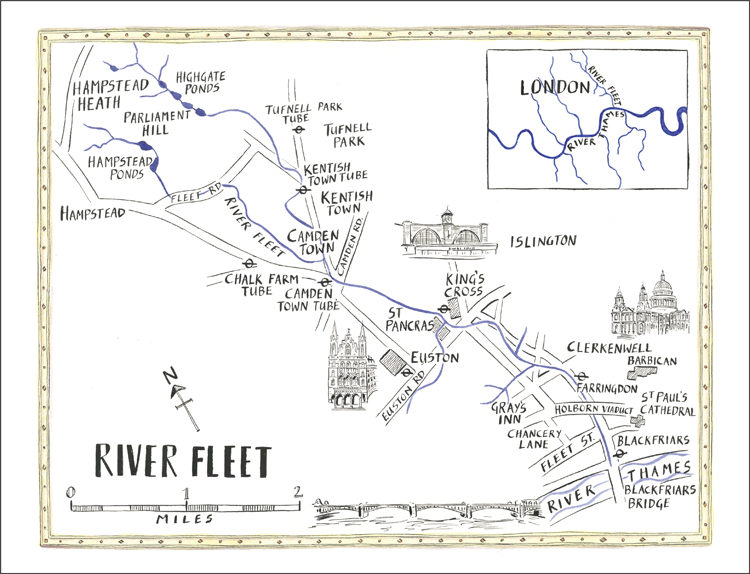 HAMPSTEAD
HEATH
HIGHGATE
PONDS
PARLIAMENT
HILL
HAMPSTEAD
PONDS
TUFNELL PARK
TUBE
TUFNELL
PARK
KENTISH
TOWN TUBE
KENTISH
TOWN
FLEET RD
HAMPSTEAD
RIVER FLEET
CAMDEN
TOWN
CAMDEN RD.
CHALK FARM
TUBE
CAMDEN
TOWN TUBE
LONDON
RIVER FLEET
RIVER THAMES
ISLINGTON
KING'S
CROSS
ST
PANCRAS
EUSTON
EUSTON RD
CLERKENWELL
BARBICAN
FARRINGDON
ST PAUL'S
CATHEDRAL
GRAY'S
INN
HOLBORN VIADUCT
CHANCERY
LANE
FLEET ST.
BLACKFRIARS
RIVER THAMES
BLACKFRIARS
BRIDGE
N
RIVER FLEET
0 1 2
MILES